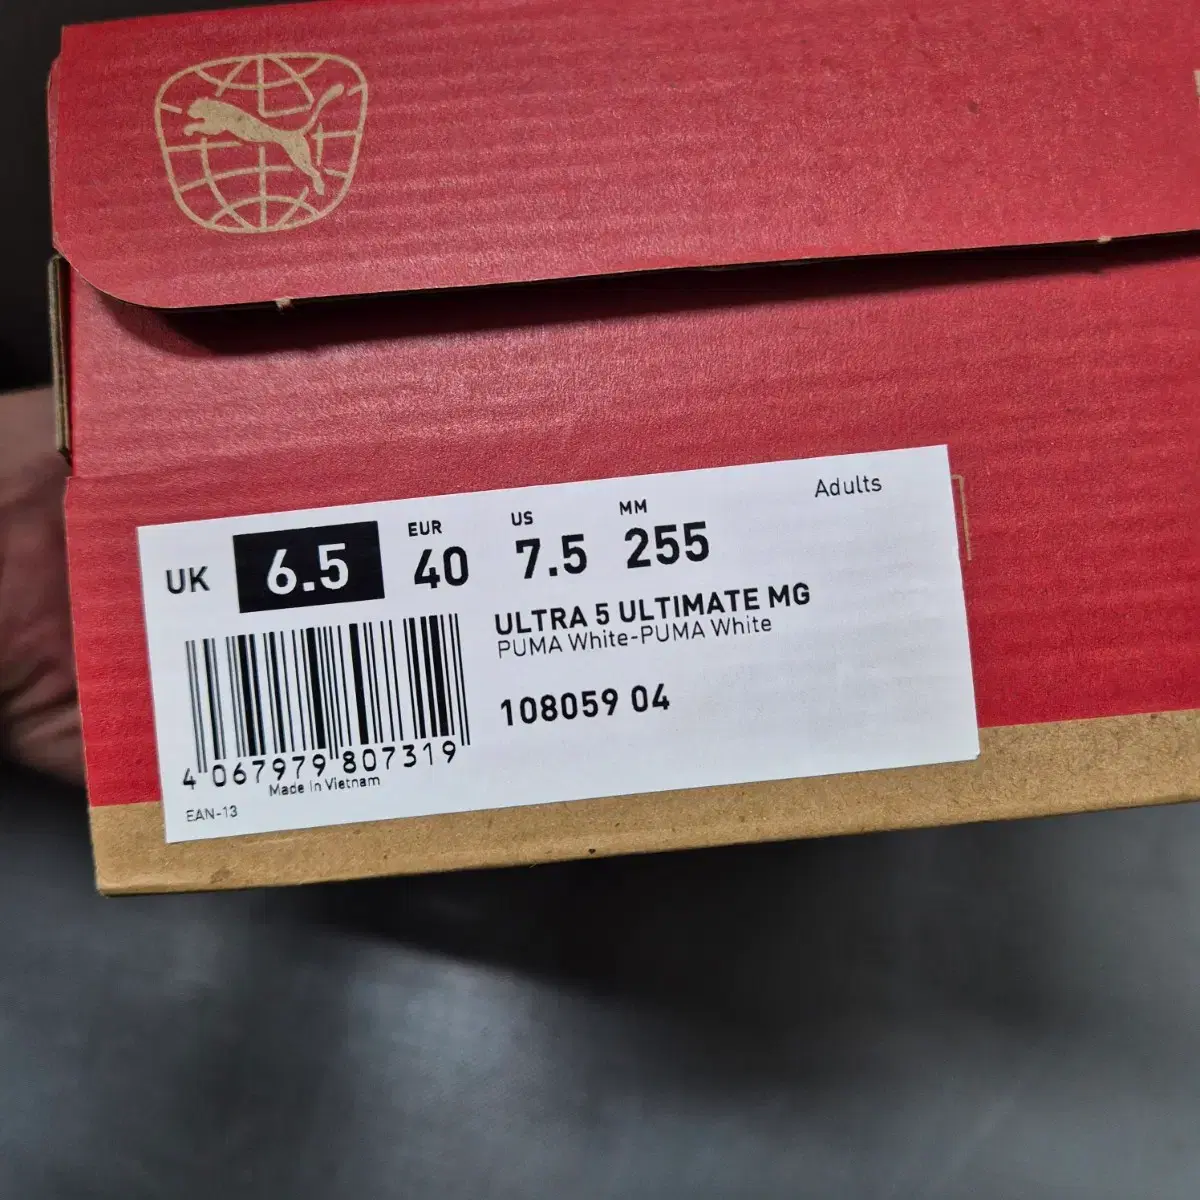 Adults
UK 6.5 EUR 40 US 7.5 MM 255
ULTRA 5 ULTIMATE MG
PUMA White-PUMA White
108059 04
4 067979 807319
Made in Vietnam
EAN-13